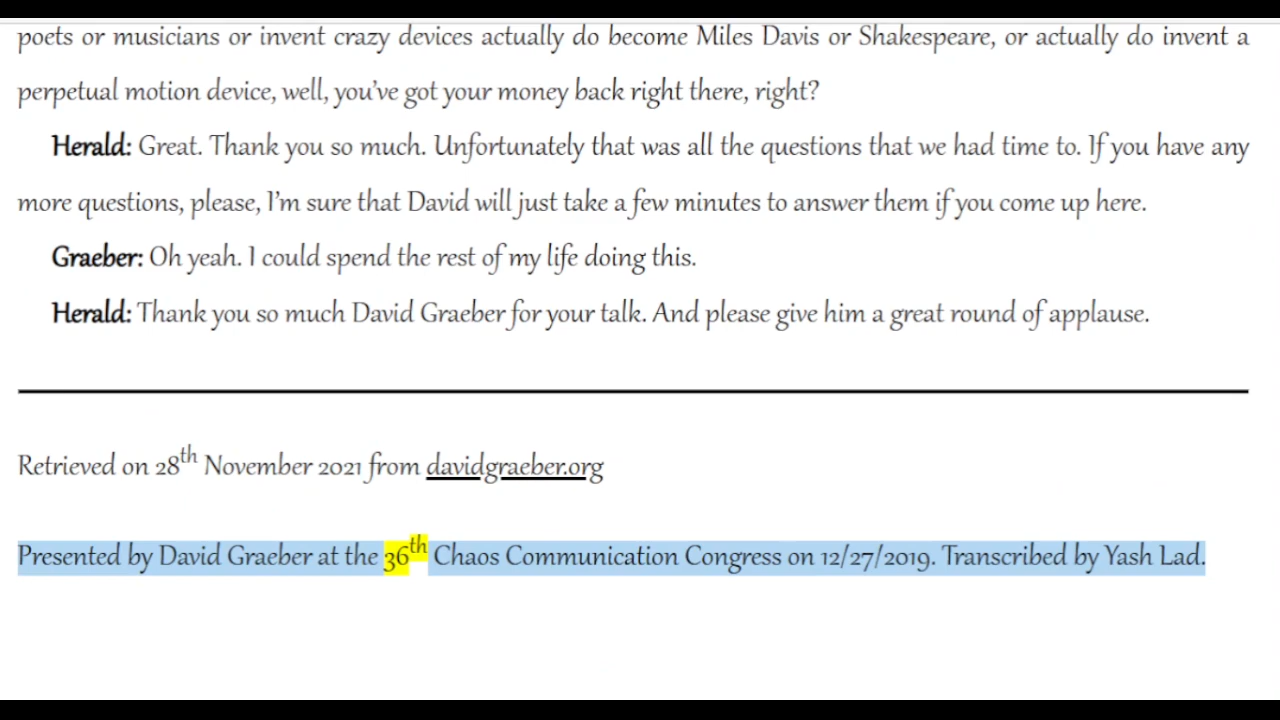 poets or musicians or invent crazy devices actually do become Miles Davis or Shakespeare, or actually do invent a
perpetual motion device, well, you’ve got your money back right there, right?
Herald: Great. Thank you so much. Unfortunately that was all the questions that we had time to. If you have any
more questions, please, I’m sure that David will just take a few minutes to answer them if you come up here.
Graeber: Oh yeah. I could spend the rest of my life doing this.
Herald: Thank you so much David Graeber for your talk. And please give him a great round of applause.
Retrieved on 28th November 2021 from davidgraeber.org
Presented by David Graeber at the 36th Chaos Communication Congress on 12/27/2019. Transcribed by Yash Lad.